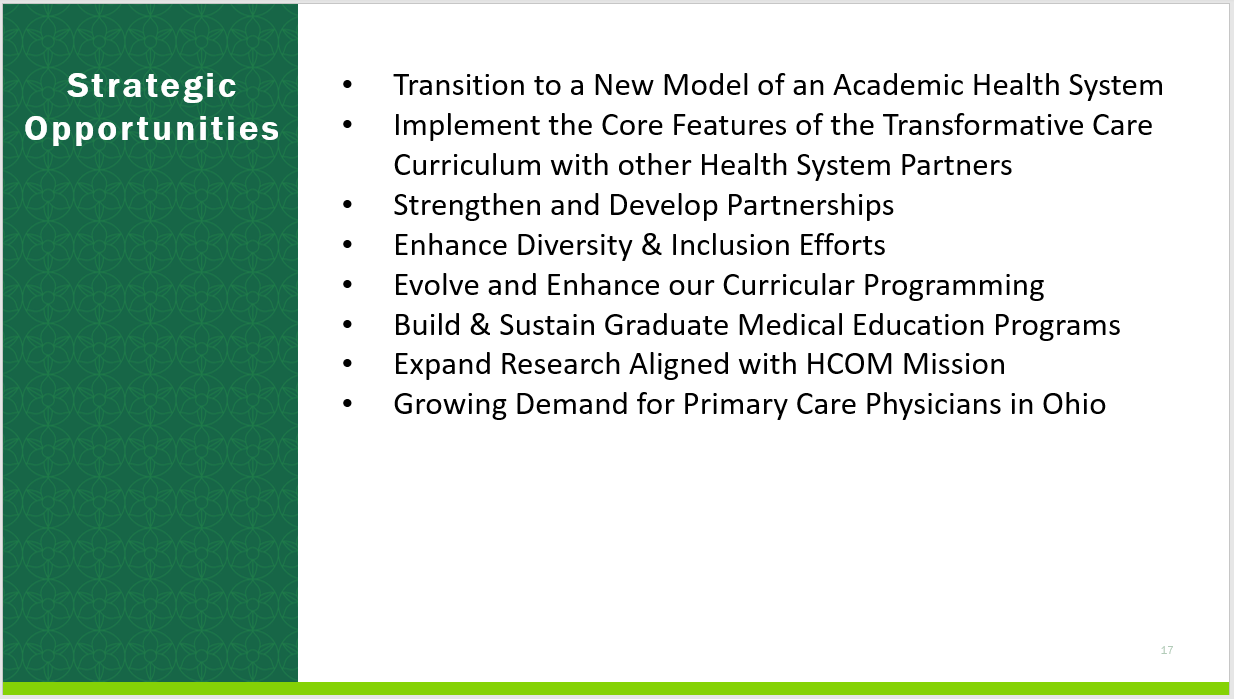 Strategic
Opportunities
• Transition to a New Model of an Academic Health System
• Implement the Core Features of the Transformative Care
Curriculum with other Health System Partners
• Strengthen and Develop Partnerships
• Enhance Diversity & Inclusion Efforts
• Evolve and Enhance our Curricular Programming
• Build & Sustain Graduate Medical Education Programs
• Expand Research Aligned with HCOM Mission
• Growing Demand for Primary Care Physicians in Ohio
17